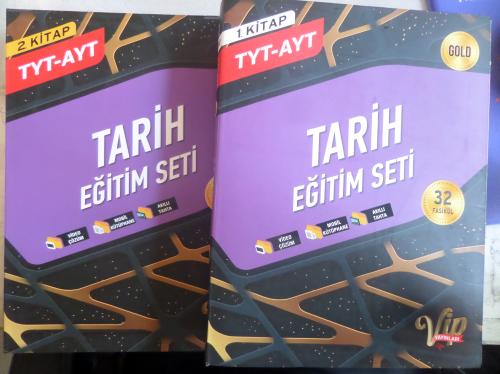 2. KİTAP
TYT-AYT
TARİH
EĞİTİM SETİ
VİDEO
ÇÖZÜM
MOBİL
KÜTÜPHANE
AKILLI
TAHTA
1. KİTAP
TYT-AYT
GOLD
TARİH
EĞİTİM SETİ
32
FASİKÜL
VİDEO
ÇÖZÜM
MOBİL
KÜTÜPHANE
AKILLI
TAHTA
Vip
YAYINLARI